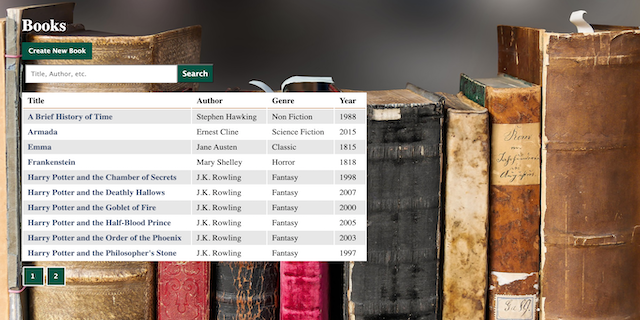 Books
Create New Book
Title, Author, etc.
Search
Title Author Genre Year
A Brief History of Time Stephen Hawking Non Fiction 1988
Armada Ernest Cline Science Fiction 2015
Emma Jane Austen Classic 1815
Frankenstein Mary Shelley Horror 1818
Harry Potter and the Chamber of Secrets J.K. Rowling Fantasy 1998
Harry Potter and the Deathly Hallows J.K. Rowling Fantasy 2007
Harry Potter and the Goblet of Fire J.K. Rowling Fantasy 2000
Harry Potter and the Half-Blood Prince J.K. Rowling Fantasy 2005
Harry Potter and the Order of the Phoenix J.K. Rowling Fantasy 2003
Harry Potter and the Philosopher's Stone J.K. Rowling Fantasy 1997
1 2